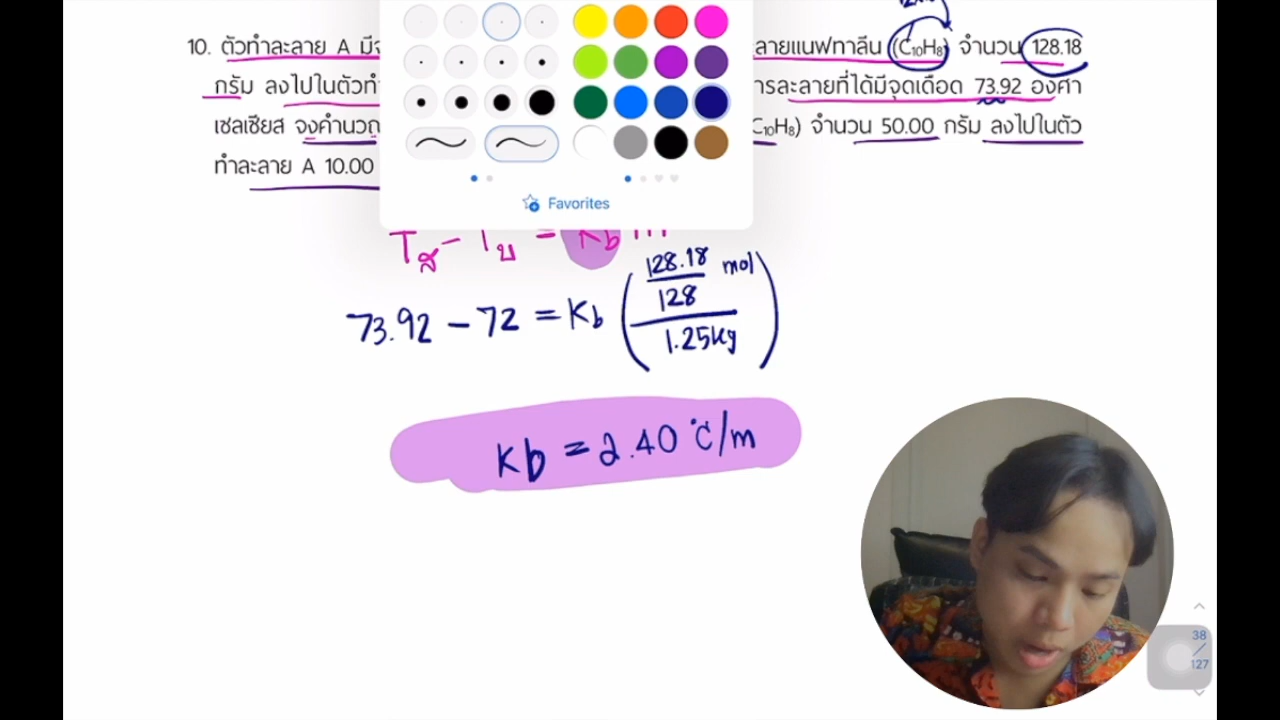 10. ตัวทำละลาย A มีจ ลายแนฟทาลีน (C₁₀H₈) จำนวน 128.18
กรัม ลงไปในตัวทำ ารละลายที่ได้มีจุดเดือด 73.92 องศา
เซลเซียส จงคำนวณ C₁₀H₈) จำนวน 50.00 กรัม ลงไปในตัว
ทำละลาย A 10.00
Favorites
Tส - Tบ = Kb m
73.92 - 72 = Kb (128.18/128 mol / 1.25kg)
Kb = 2.40 °C/m
38/127